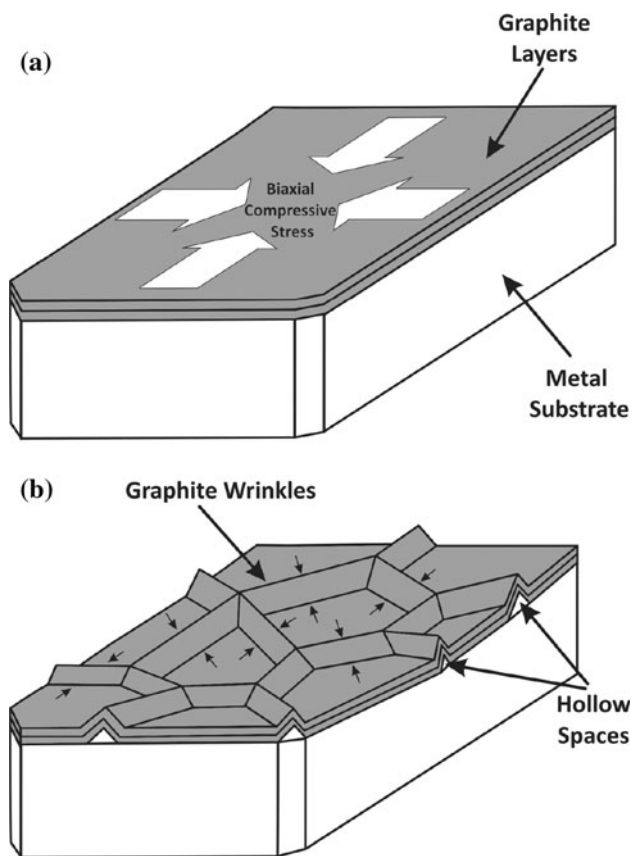 (a)
Graphite
Layers
Biaxial
Compressive
Stress
Metal
Substrate
(b)
Graphite Wrinkles
Hollow
Spaces